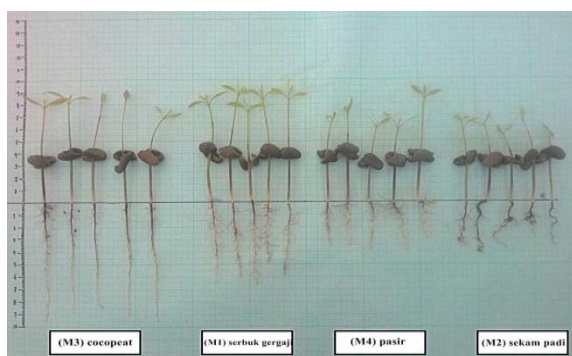 (M3) cocopeat
(M1) serbuk gergaji
(M4) pasir
(M2) sekam padi